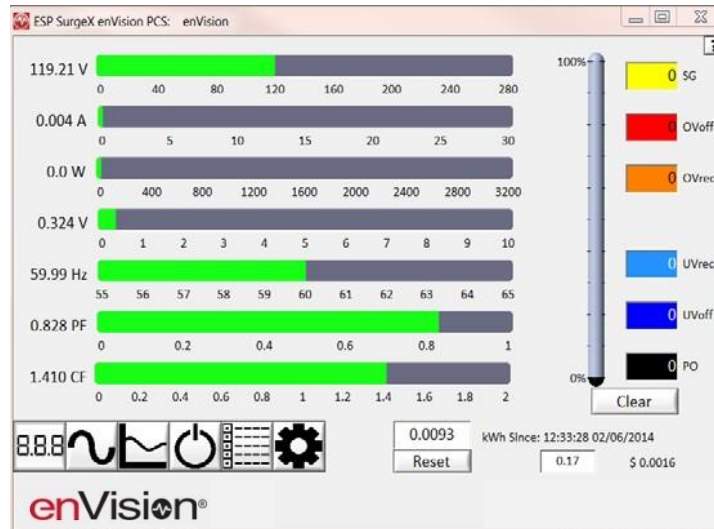 ESP SurgeX enVision PCS: enVision
119.21 V
0 40 80 120 160 200 240 280
0.004 A
0 5 10 15 20 25 30
0.0 W
0 400 800 1200 1600 2000 2400 2800 3200
0.324 V
0 1 2 3 4 5 6 7 8 9 10
59.99 Hz
55 56 57 58 59 60 61 62 63 64 65
0.828 PF
0 0.2 0.4 0.6 0.8 1
1.410 CF
0 0.2 0.4 0.6 0.8 1 1.2 1.4 1.6 1.8 2
100%
0%
?
0 SG
0 OVoff
0 OVrec
0 UVrec
0 UVoff
0 PO
Clear
8.8.8
0.0093 kWh Since: 12:33:28 02/06/2014
Reset 0.17 $ 0.0016
enVision®